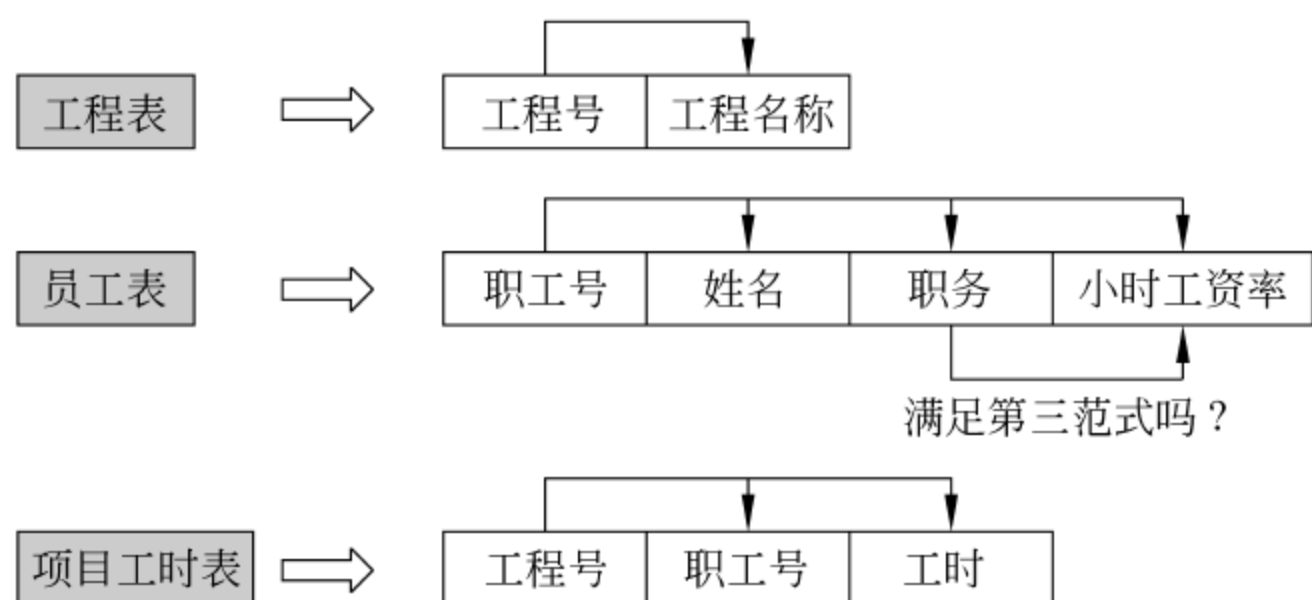 工程表 工程号 工程名称
员工表 职工号 姓名 职务 小时工资率
满足第三范式吗？
项目工时表 工程号 职工号 工时